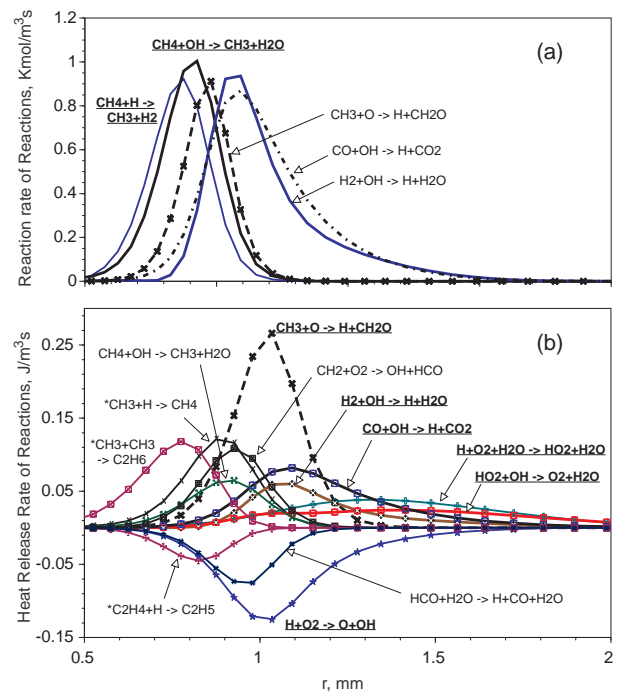 CH4+OH -> CH3+H2O
(a)
CH4+H ->
CH3+H2
CH3+O -> H+CH2O
CO+OH -> H+CO2
H2+OH -> H+H2O
Reaction rate of Reactions, Kmol/m³s
1
0.8
0.6
0.4
0.2
0
CH3+O -> H+CH2O
(b)
CH4+OH -> CH3+H2O
CH2+O2 -> OH+HCO
*CH3+H -> CH4
H2+OH -> H+H2O
*CH3+CH3
-> C2H6
CO+OH -> H+CO2
H+O2+H2O -> HO2+H2O
HO2+OH -> O2+H2O
*C2H4+H -> C2H5
HCO+H2O -> H+CO+H2O
H+O2 -> O+OH
Heat Release Rate of Reactions, J/m³s
0.25
0.15
0.05
-0.05
-0.15
0.5
1
1.5
2
r, mm